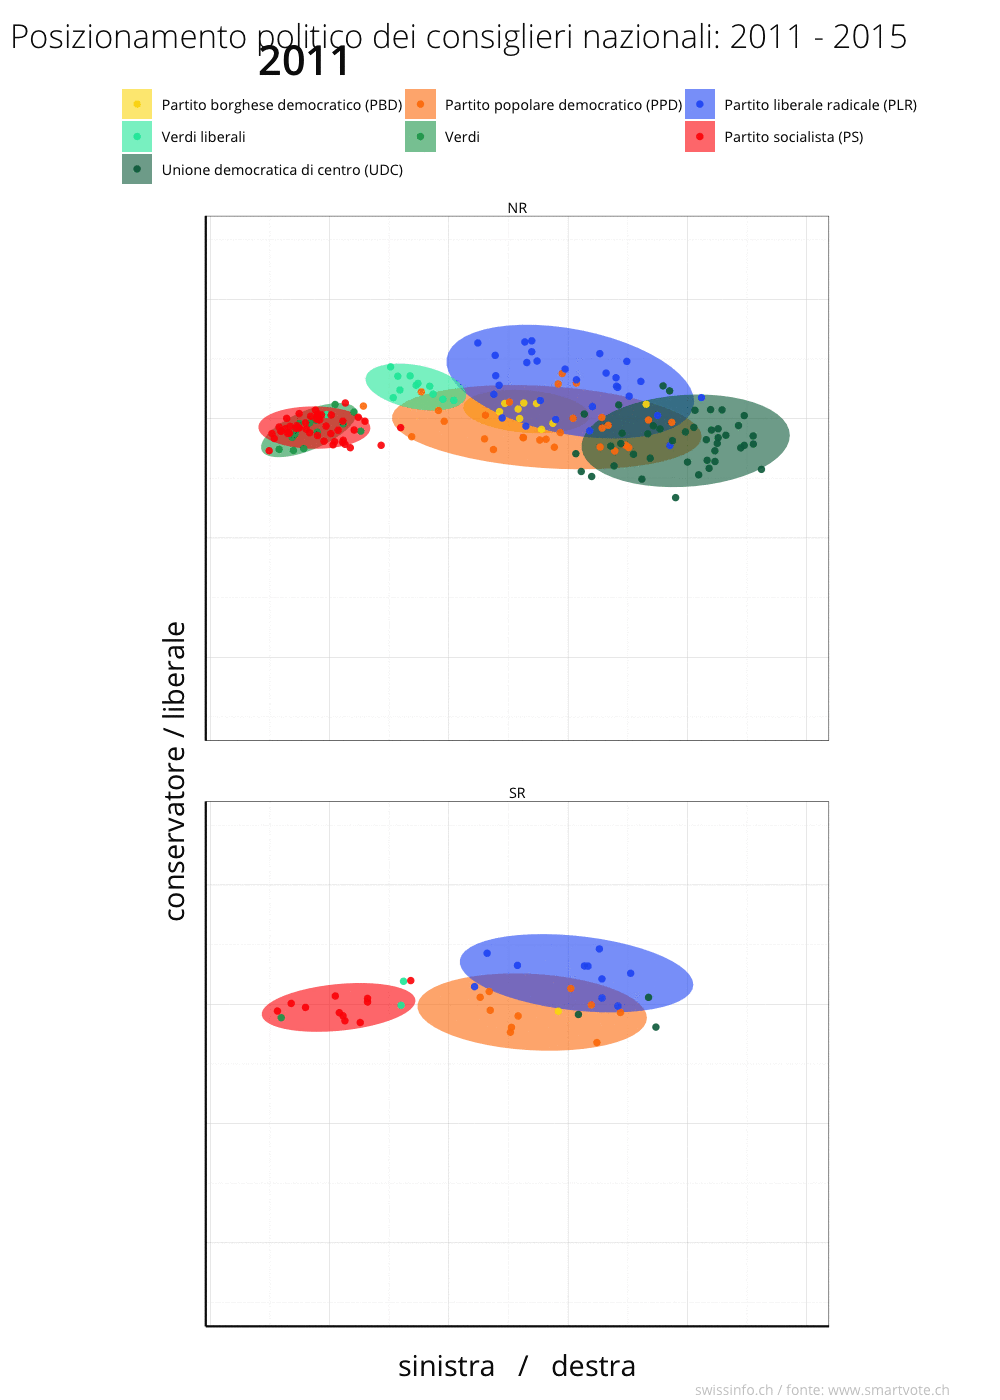 Posizionamento politico dei consiglieri nazionali: 2011 - 2015
2011
Partito borghese democratico (PBD) Partito popolare democratico (PPD) Partito liberale radicale (PLR)
Verdi liberali Verdi Partito socialista (PS)
Unione democratica di centro (UDC)
NR
conservatore / liberale
SR
sinistra / destra
swissinfo.ch / fonte: www.smartvote.ch